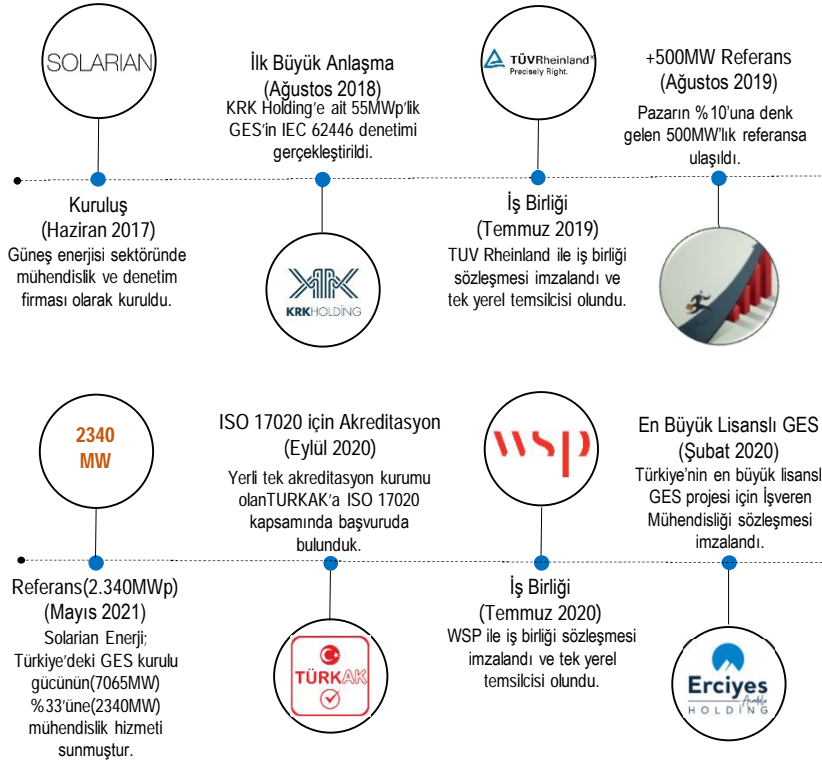 SOLARIAN
Kuruluş
(Haziran 2017)
Güneş enerjisi sektöründe
mühendislik ve denetim
firması olarak kuruldu.
İlk Büyük Anlaşma
(Ağustos 2018)
KRK Holding'e ait 55MWp'lik
GES'in IEC 62446 denetimi
gerçekleştirildi.
KRKHOLDİNG
TÜVRheinland®
Precisely Right.
İş Birliği
(Temmuz 2019)
TUV Rheinland ile iş birliği
sözleşmesi imzalandı ve
tek yerel temsilcisi olundu.
+500MW Referans
(Ağustos 2019)
Pazarın %10'una denk
gelen 500MW'lık referansa
ulaşıldı.
2340
MW
Referans(2.340MWp)
(Mayıs 2021)
Solarian Enerji;
Türkiye'deki GES kurulu
gücünün(7065MW)
%33'üne(2340MW)
mühendislik hizmeti
sunmuştur.
ISO 17020 için Akreditasyon
(Eylül 2020)
Yerli tek akreditasyon kurumu
olanTURKAK'a ISO 17020
kapsamında başvuruda
bulunduk.
TÜRKAK
wsp
İş Birliği
(Temmuz 2020)
WSP ile iş birliği sözleşmesi
imzalandı ve tek yerel
temsilcisi olundu.
En Büyük Lisanslı GES
(Şubat 2020)
Türkiye'nin en büyük lisansl
GES projesi için İşveren
Mühendisliği sözleşmesi
imzalandı.
Erciyes
Anadolu
HOLDİNG